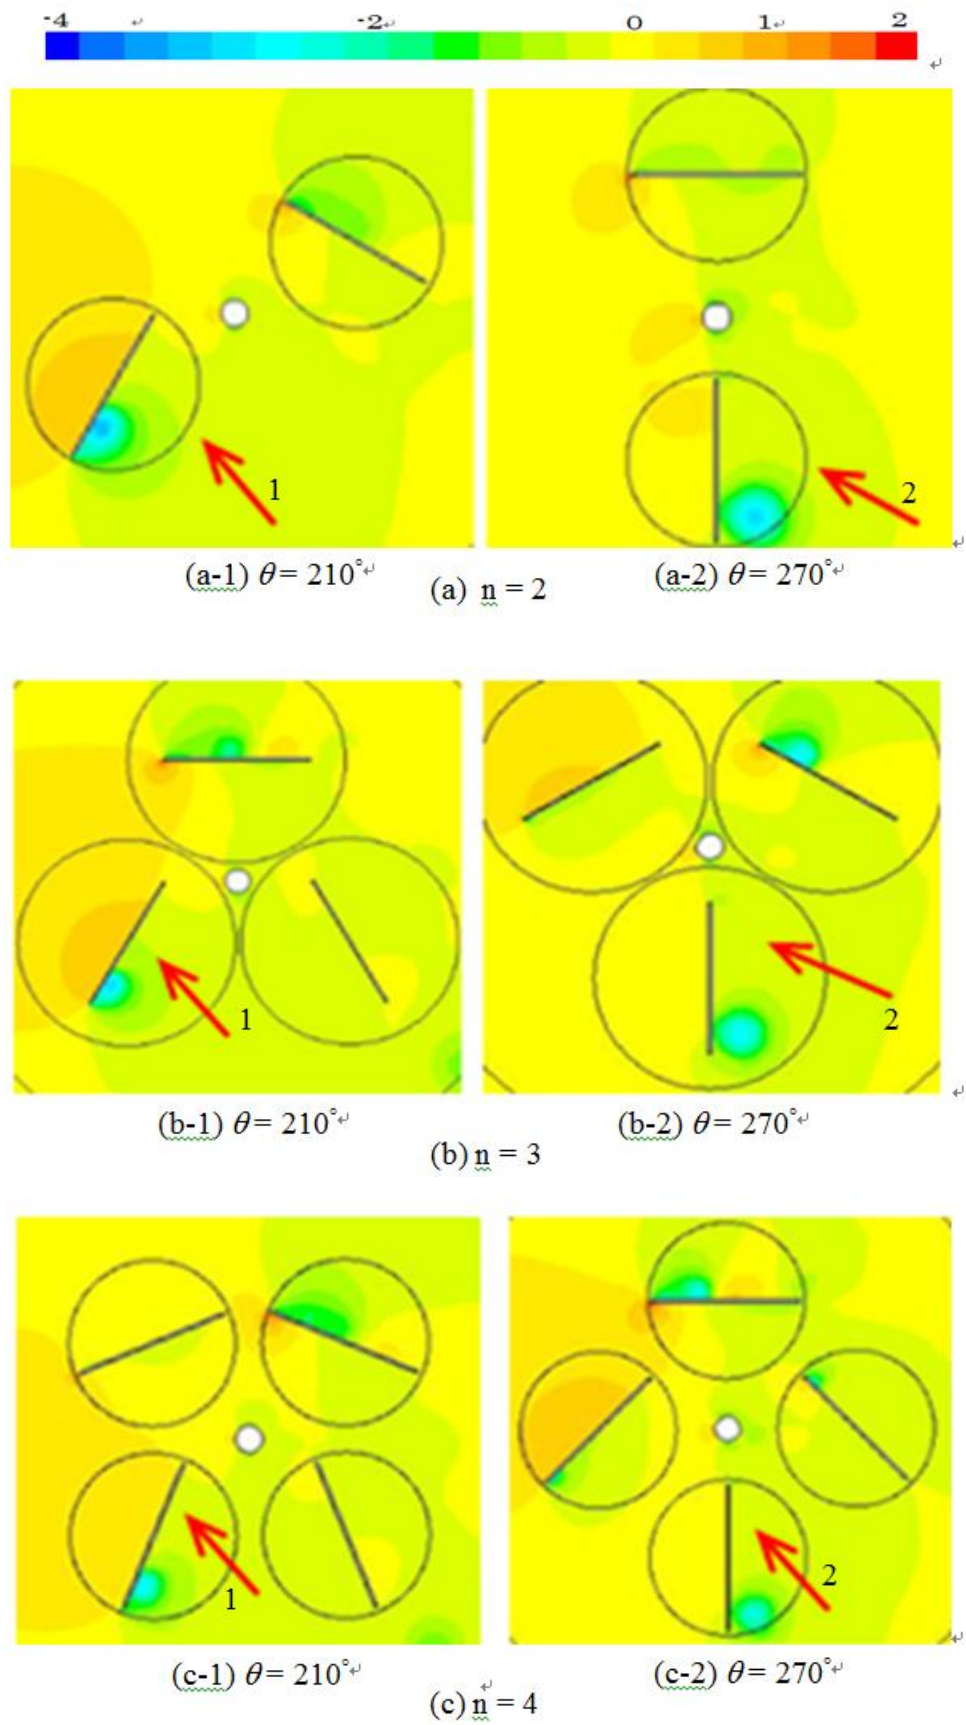 -4 -2 0 1 2
1
2
(a-1) θ = 210° (a-2) θ = 270°
(a) n = 2
1
2
(b-1) θ = 210° (b-2) θ = 270°
(b) n = 3
1
2
(c-1) θ = 210° (c-2) θ = 270°
(c) n = 4